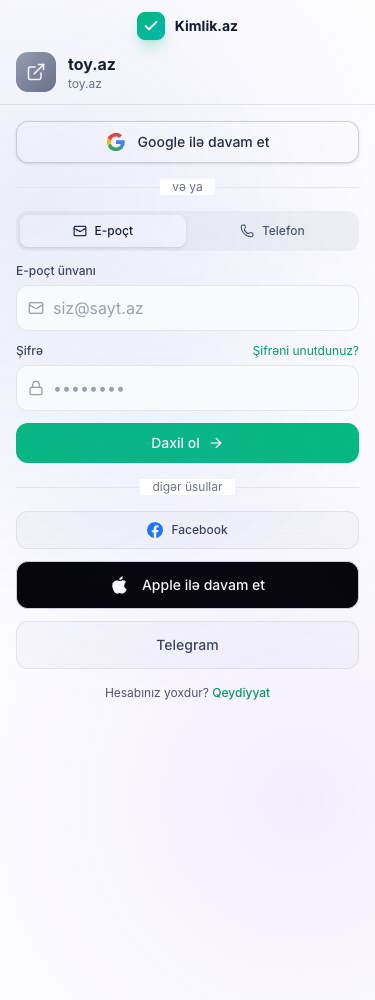 Kimlik.az
toy.az
toy.az
Google ilə davam et
və ya
E-poçt
Telefon
E-poçt ünvanı
siz@sayt.az
Şifrə
Şifrəni unutdunuz?
••••••••
Daxil ol →
digər üsullar
Facebook
Apple ilə davam et
Telegram
Hesabınız yoxdur? Qeydiyyat